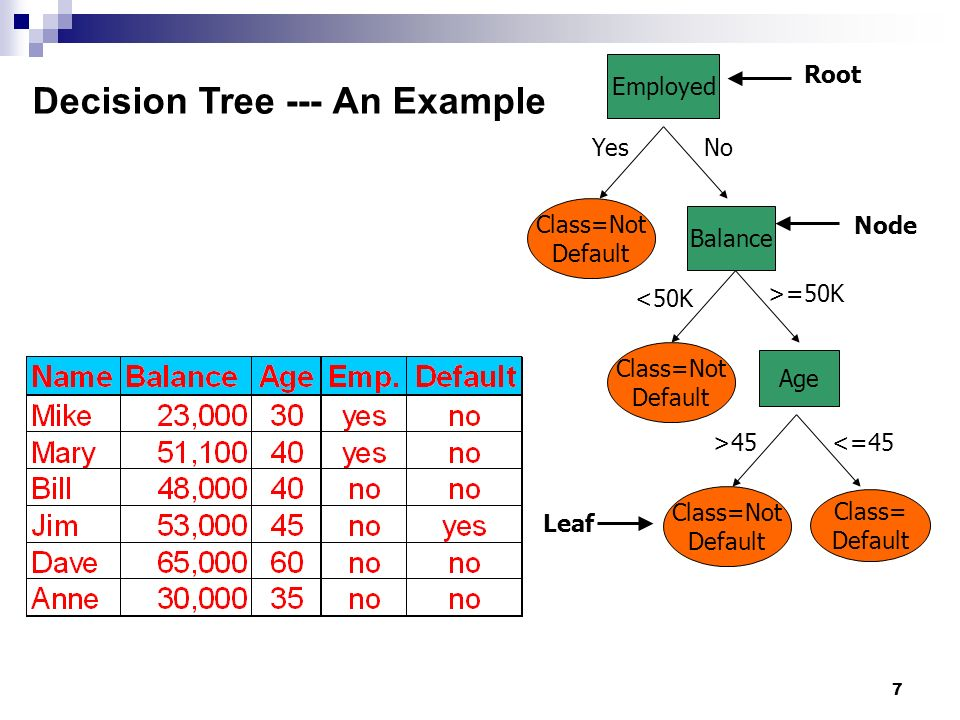 Decision Tree --- An Example
Employed
Root
Yes No
Class=Not
Default
Balance
Node
<50K >=50K
Class=Not
Default
Age
>45 <=45
Leaf
Class=Not
Default
Class=
Default
Name Balance Age Emp. Default
Mike 23,000 30 yes no
Mary 51,100 40 yes no
Bill 48,000 40 no no
Jim 53,000 45 no yes
Dave 65,000 60 no no
Anne 30,000 35 no no
7